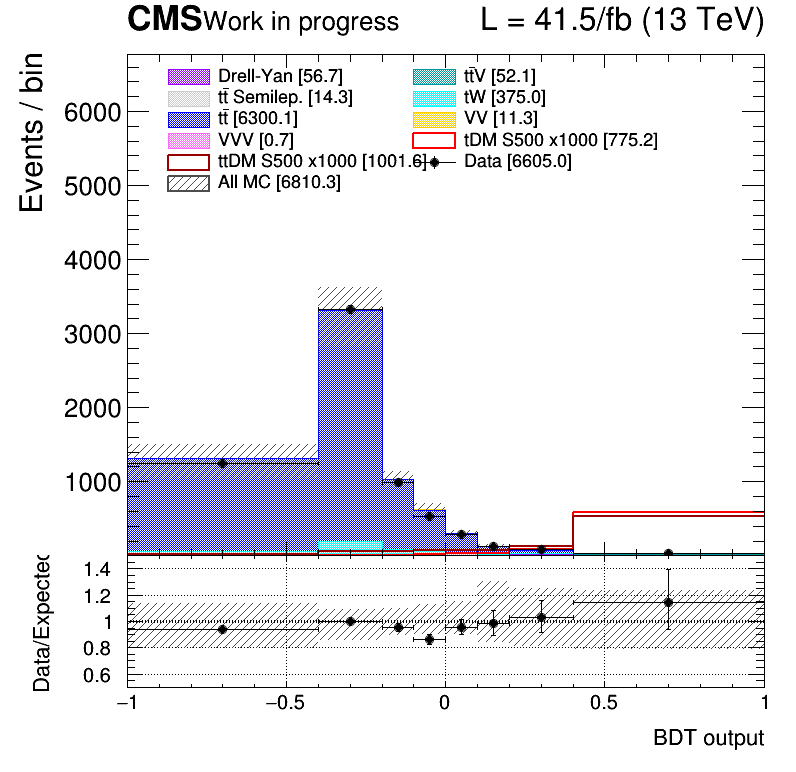 CMS Work in progress L = 41.5/fb (13 TeV)
Events / bin
Drell-Yan [56.7] tt̄V [52.1]
tt̄ Semilep. [14.3] tW [375.0]
tt̄ [6300.1] VV [11.3]
VVV [0.7] tDM S500 x1000 [775.2]
ttDM S500 x1000 [1001.6] Data [6605.0]
All MC [6810.3]
6000
5000
4000
3000
2000
1000
Data/Expected
1.4
1.2
1
0.8
0.6
−1 −0.5 0 0.5 1
BDT output